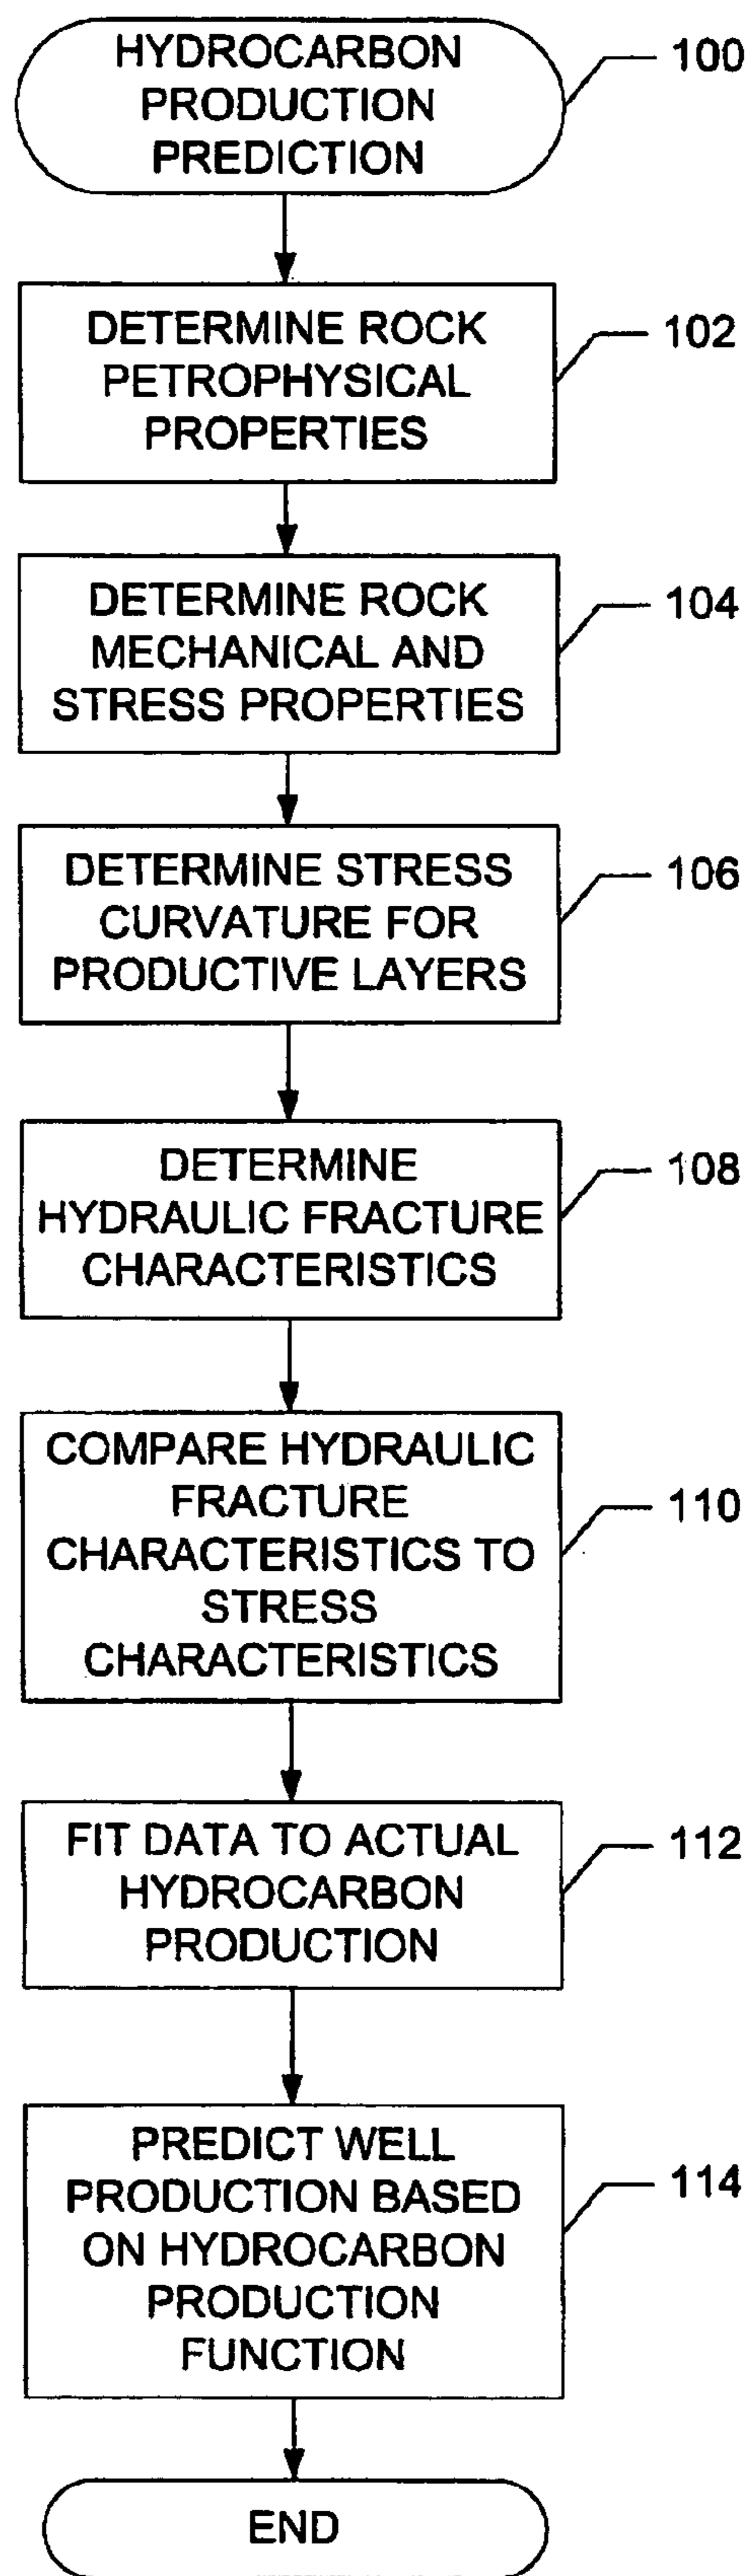 HYDROCARBON
PRODUCTION
PREDICTION
100
DETERMINE ROCK
PETROPHYSICAL
PROPERTIES
102
DETERMINE ROCK
MECHANICAL AND
STRESS PROPERTIES
104
DETERMINE STRESS
CURVATURE FOR
PRODUCTIVE LAYERS
106
DETERMINE
HYDRAULIC FRACTURE
CHARACTERISTICS
108
COMPARE HYDRAULIC
FRACTURE
CHARACTERISTICS TO
STRESS
CHARACTERISTICS
110
FIT DATA TO ACTUAL
HYDROCARBON
PRODUCTION
112
PREDICT WELL
PRODUCTION BASED
ON HYDROCARBON
PRODUCTION
FUNCTION
114
END